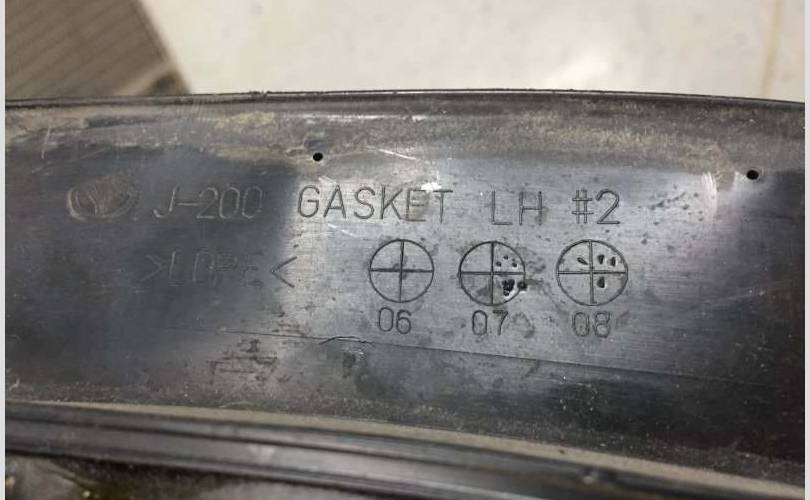 J-200 GASKET LH #2
>LDPE<
06 07 08